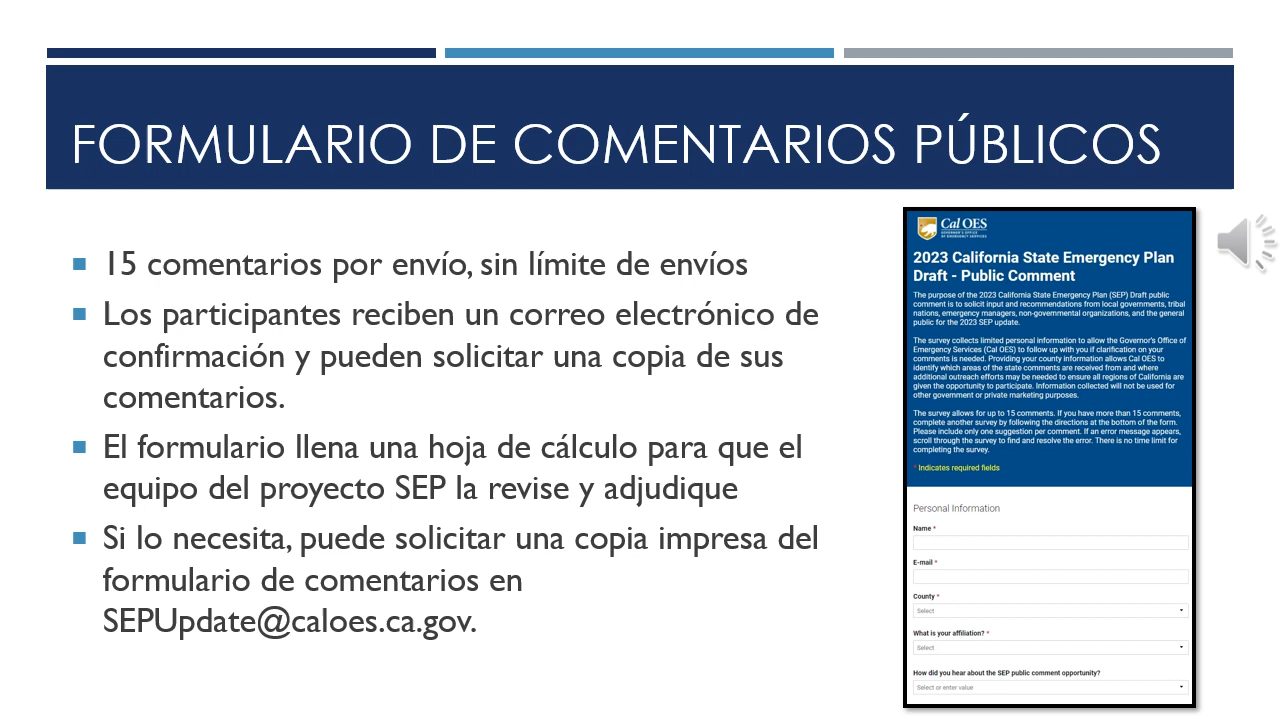 FORMULARIO DE COMENTARIOS PÚBLICOS
15 comentarios por envío, sin límite de envíos
Los participantes reciben un correo electrónico de
confirmación y pueden solicitar una copia de sus
comentarios.
El formulario llena una hoja de cálculo para que el
equipo del proyecto SEP la revise y adjudique
Si lo necesita, puede solicitar una copia impresa del
formulario de comentarios en
SEPUpdate@caloes.ca.gov.
Cal OES
GOVERNOR'S OFFICE
OF EMERGENCY SERVICES
2023 California State Emergency Plan
Draft - Public Comment
The purpose of the 2023 California State Emergency Plan (SEP) Draft public
comment is to solicit input and recommendations from local governments, tribal
nations, emergency managers, non-governmental organizations, and the general
public for the 2023 SEP update.
The survey collects limited personal information to allow the Governor's Office of
Emergency Services (Cal OES) to follow up with you if clarification on your
comments is needed. Providing your county information allows Cal OES to
identify which areas of the state comments are received from and where
additional outreach efforts may be needed to ensure all regions of California are
given the opportunity to participate. Information collected will not be used for
other government or private marketing purposes.
The survey allows for up to 15 comments. If you have more than 15 comments,
complete another survey by following the directions at the bottom of the form.
Please include only one suggestion per comment. If an error message appears,
scroll through the survey to find and resolve the error. There is no time limit for
completing the survey.
* Indicates required fields
Personal Information
Name *
E-mail *
County *
Select
What is your affiliation? *
Select
How did you hear about the SEP public comment opportunity?
Select or enter value